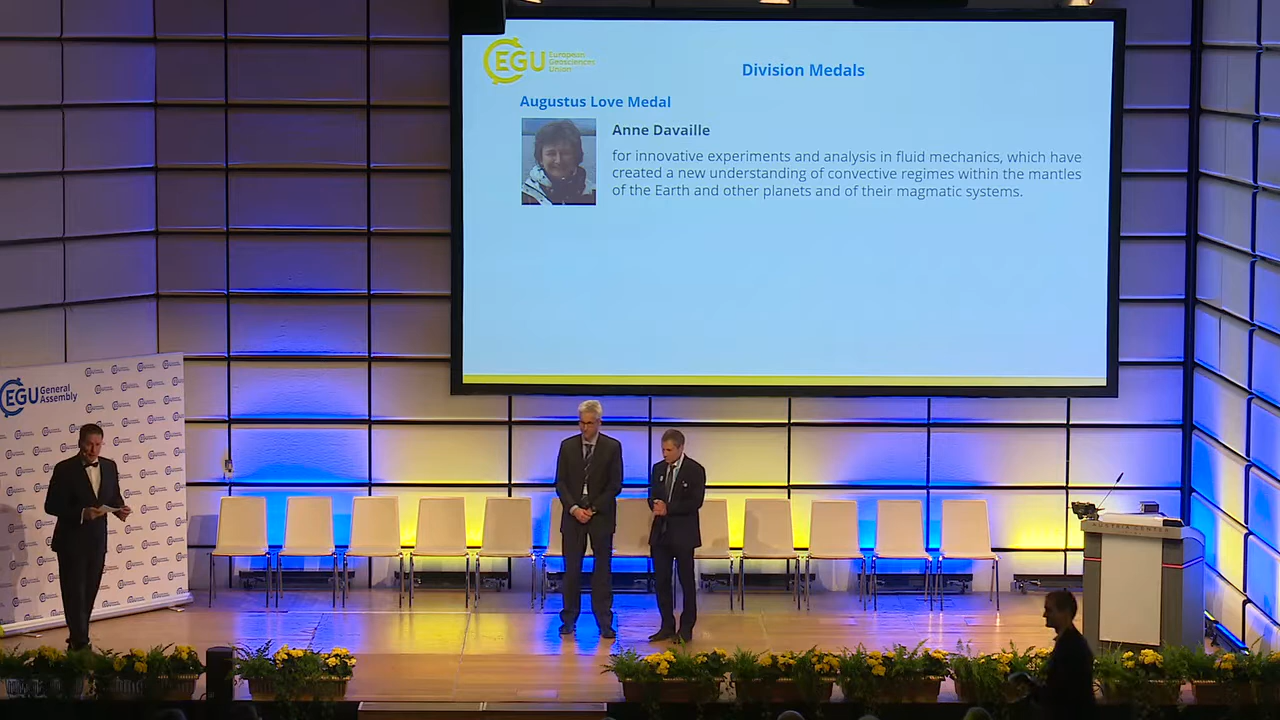 EGU
European
Geosciences
Union
Division Medals
Augustus Love Medal
Anne Davaille
for innovative experiments and analysis in fluid mechanics, which have
created a new understanding of convective regimes within the mantles
of the Earth and other planets and of their magmatic systems.
EGU
General
Assembly
AUSTRIA CENTER